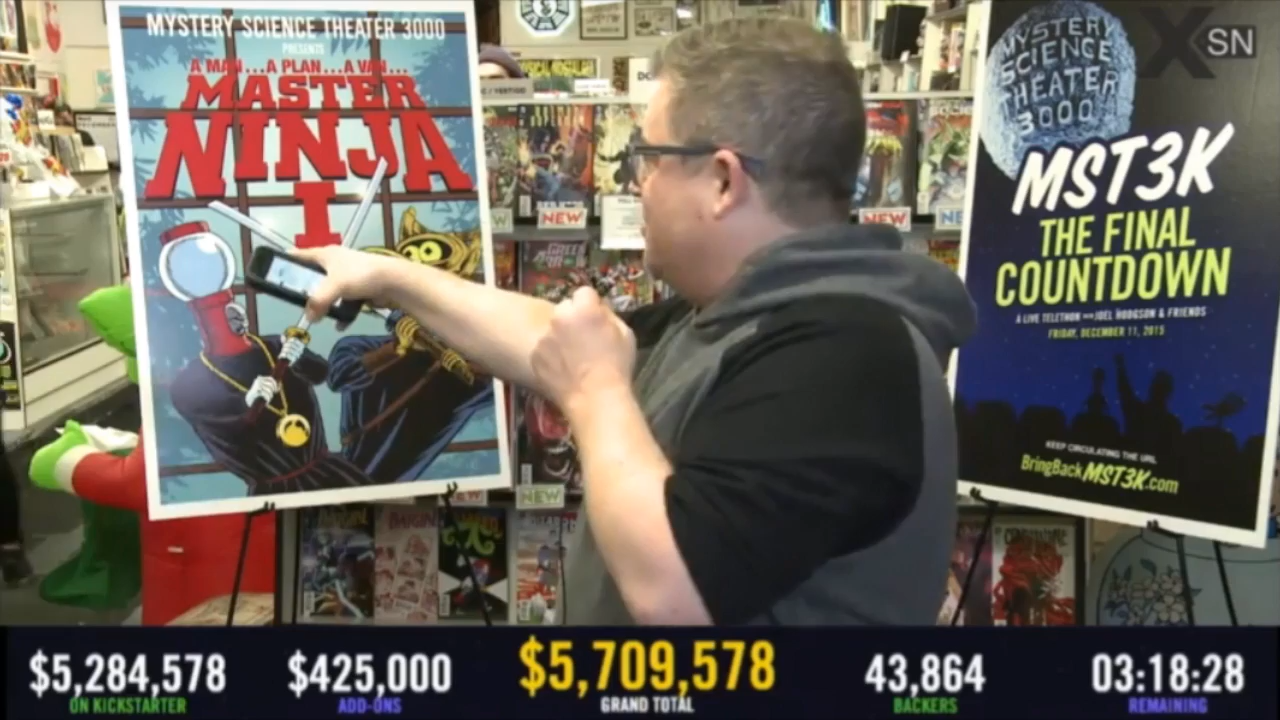 MYSTERY SCIENCE THEATER 3000
PRESENTS
A MAN...A PLAN...A VAN...
MASTER
NINJA
I
NEW
NEW
NEW
XSN
MYSTERY
SCIENCE
THEATER
3000
MST3K
THE FINAL
COUNTDOWN
A LIVE TELETHON WITH JOEL HODGSON & FRIENDS
FRIDAY, DECEMBER 11, 2015
KEEP CIRCULATING THE URL
BringBackMST3K.com
$5,284,578
ON KICKSTARTER
$425,000
ADD-ONS
$5,709,578
GRAND TOTAL
43,864
BACKERS
03:18:28
REMAINING